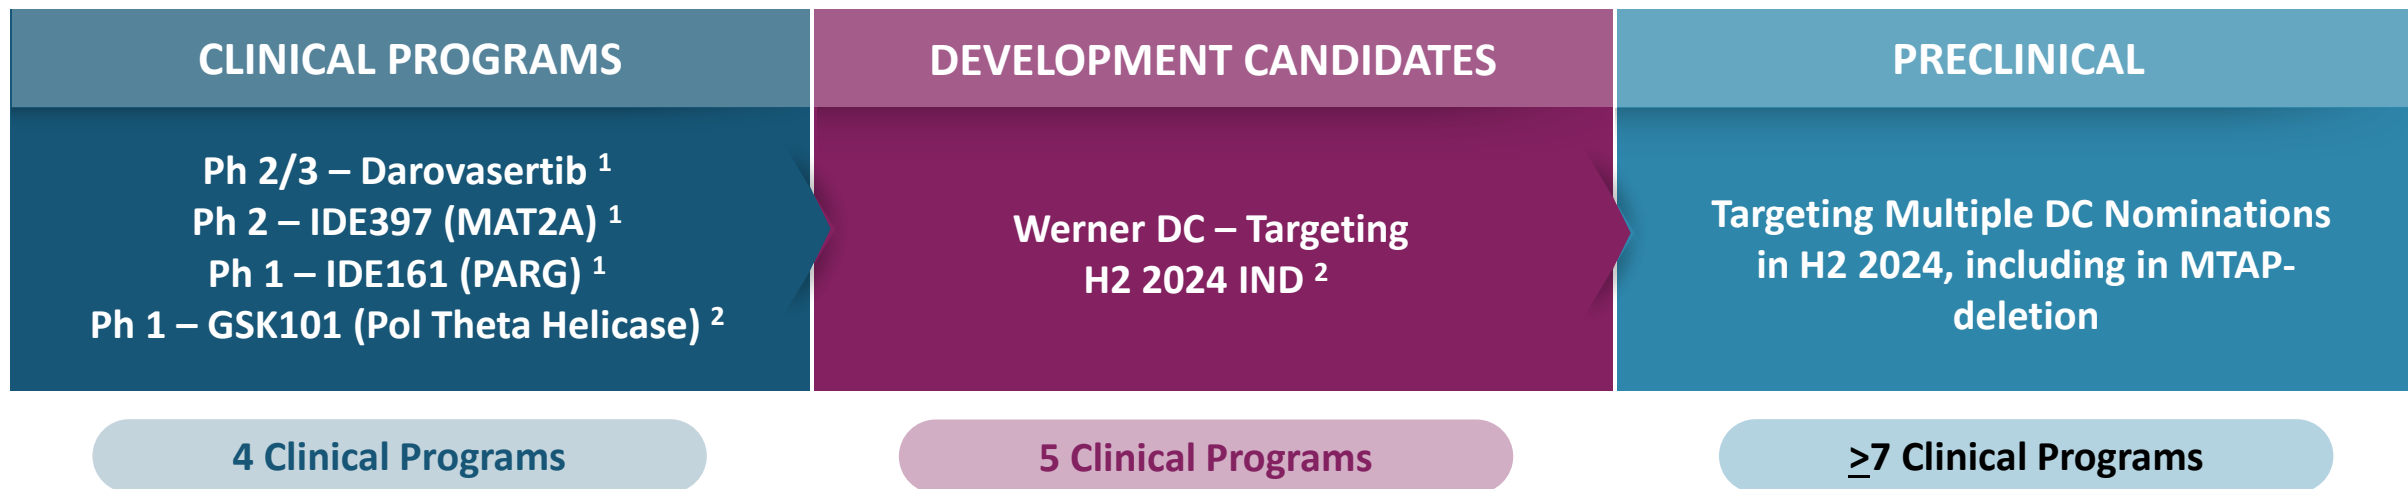 CLINICAL PROGRAMS
Ph 2/3 – Darovasertib 1
Ph 2 – IDE397 (MAT2A) 1
Ph 1 – IDE161 (PARG) 1
Ph 1 – GSK101 (Pol Theta Helicase) 2
4 Clinical Programs
DEVELOPMENT CANDIDATES
Werner DC – Targeting
H2 2024 IND 2
5 Clinical Programs
PRECLINICAL
Targeting Multiple DC Nominations
in H2 2024, including in MTAP-
deletion
≥7 Clinical Programs